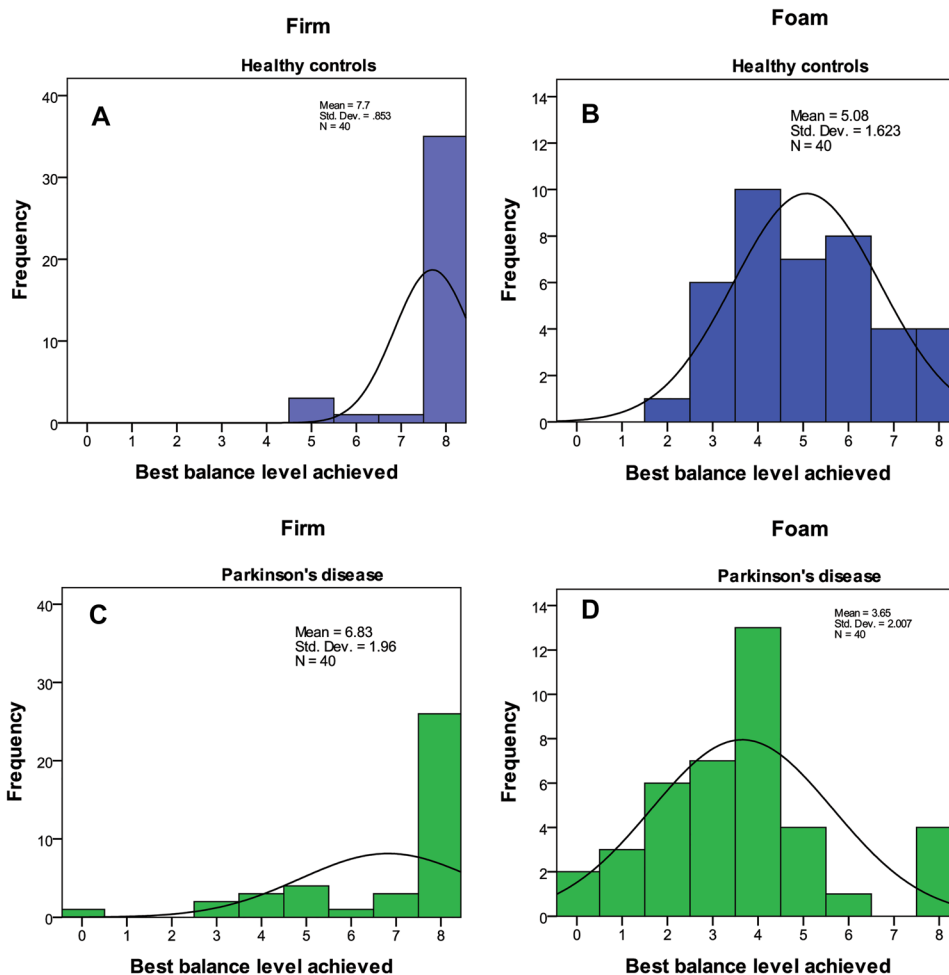 Firm
Healthy controls
A
Mean = 7.7
Std. Dev. = .853
N = 40
Frequency
40
30
20
10
0
0 1 2 3 4 5 6 7 8
Best balance level achieved
Foam
Healthy controls
B
Mean = 5.08
Std. Dev. = 1.623
N = 40
Frequency
14
12
10
8
6
4
2
0
0 1 2 3 4 5 6 7 8
Best balance level achieved
Firm
Parkinson's disease
C
Mean = 6.83
Std. Dev. = 1.96
N = 40
Frequency
40
30
20
10
0
0 1 2 3 4 5 6 7 8
Best balance level achieved
Foam
Parkinson's disease
D
Mean = 3.65
Std. Dev. = 2.007
N = 40
Frequency
14
12
10
8
6
4
2
0
0 1 2 3 4 5 6 7 8
Best balance level achieved